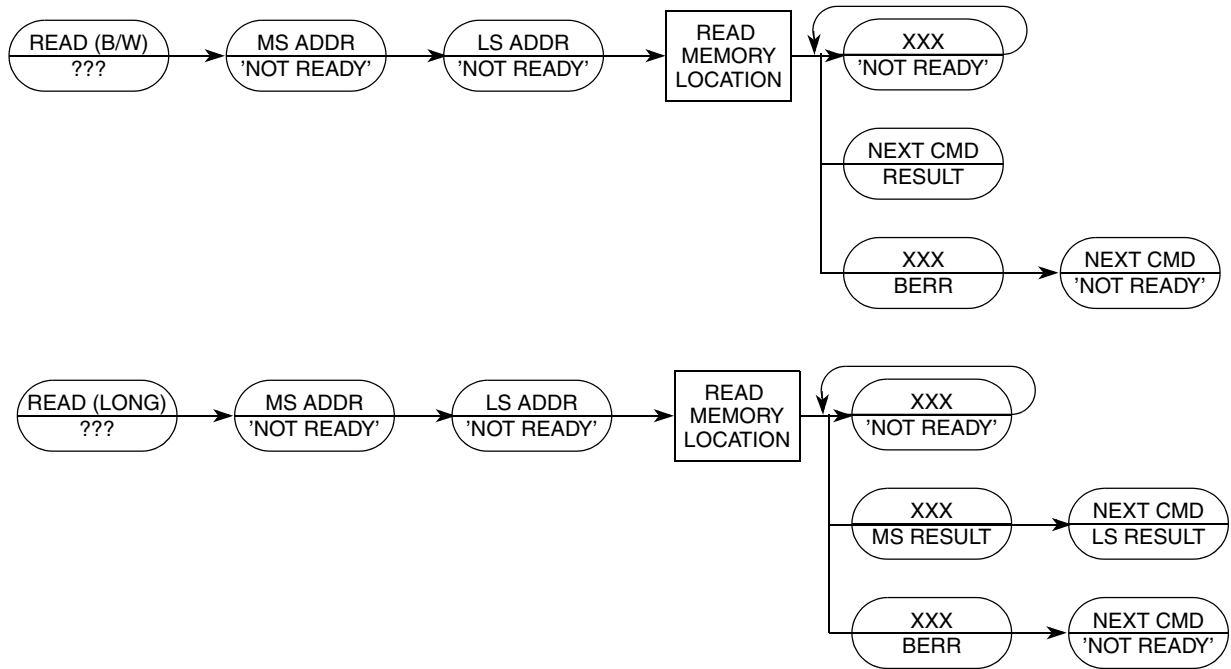 READ (B/W)
???
MS ADDR
'NOT READY'
LS ADDR
'NOT READY'
READ
MEMORY
LOCATION
XXX
'NOT READY'
NEXT CMD
RESULT
XXX
BERR
NEXT CMD
'NOT READY'
READ (LONG)
???
MS ADDR
'NOT READY'
LS ADDR
'NOT READY'
READ
MEMORY
LOCATION
XXX
'NOT READY'
XXX
MS RESULT
NEXT CMD
LS RESULT
XXX
BERR
NEXT CMD
'NOT READY'